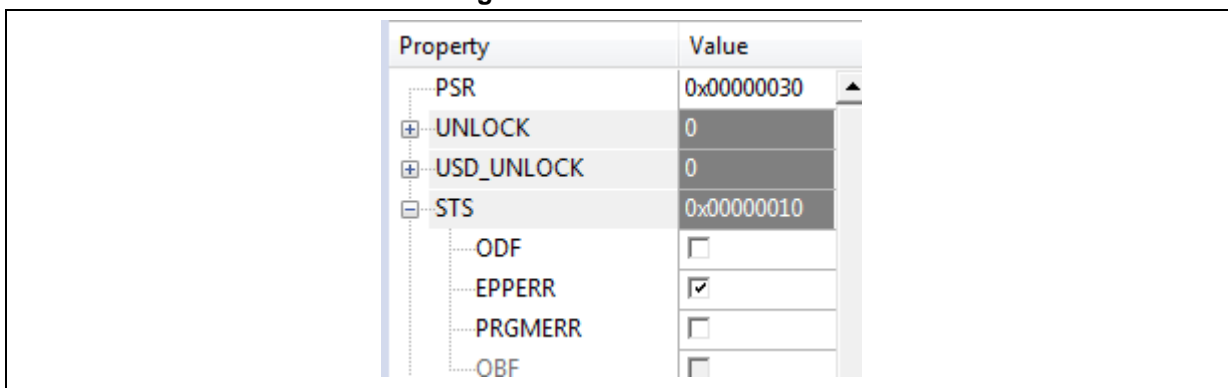 Property Value
PSR 0x00000030
UNLOCK 0
USD_UNLOCK 0
STS 0x00000010
ODF
EPPERR
PRGMERR
OBF